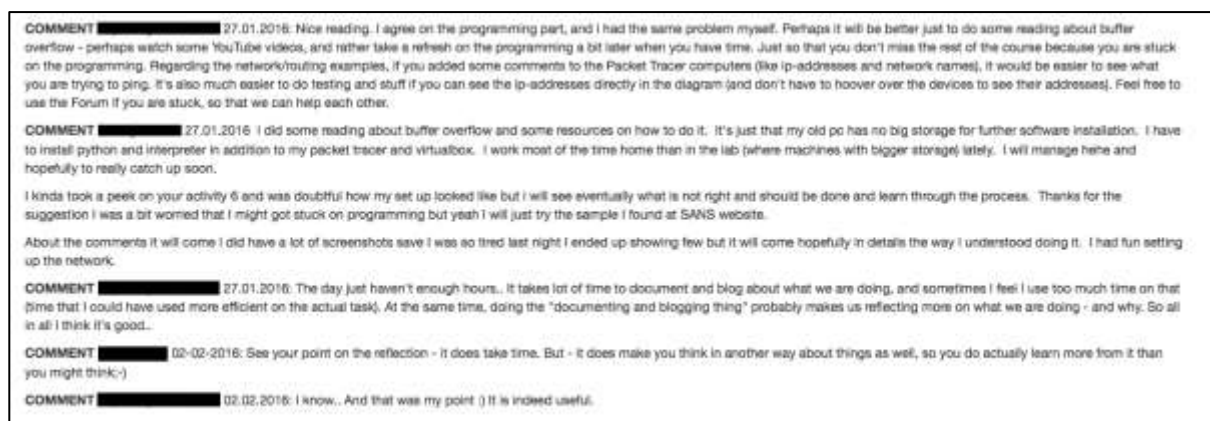 COMMENT 27.01.2016: Nice reading. I agree on the programming part, and i had the same problem myself. Perhaps it will be better just to do some reading about buffer
overflow - perhaps watch some YouTube videos, and rather take a refresh on the programming a bit later when you have time. Just so that you don't miss the rest of the course because you are stuck
on the programming. Regarding the network/routing examples, if you added some comments to the Packet Tracer computers (like ip-addresses and network names), it would be easier to see what
you are trying to ping. It's also much easier to do testing and stuff if you can see the ip-addresses directly in the diagram (and don't have to hoover over the devices to see their addresses). Feel free to
use the Forum if you are stuck, so that we can help each other.
COMMENT 27.01.2016 I did some reading about buffer overflow and some resources on how to do it. It's just that my old pc has no big storage for further software installation. I have
to install python and interpreter in addition to my packet tracer and virtualbox. I work most of the time home than in the lab (where machines with bigger storage) lately. I will manage hehe and
hopefully to really catch up soon.
I kinda took a peek on your activity 6 and was doubtful how my set up looked like but i will see eventually what is not right and should be done and learn through the process. Thanks for the
suggestion I was a bit worried that I might got stuck on programming but yeah I will just try the sample I found at SANS website.
About the comments it will come I did have a lot of screenshots save I was so tired last night I ended up showing few but it will come hopefully in details the way I understood doing it. I had fun setting
up the network.
COMMENT 27.01.2016: The day just haven't enough hours.. It takes lot of time to document and blog about what we are doing, and sometimes I feel I use too much time on that
(time that I could have used more efficient on the actual task). At the same time, doing the "documenting and blogging thing" probably makes us reflecting more on what we are doing - and why. So all
in all I think it's good..
COMMENT 02-02-2016: See your point on the reflection - it does take time. But - it does make you think in another way about things as well, so you do actually learn more from it than
you might think;-)
COMMENT 02.02.2016: I know.. And that was my point :) It is indeed useful.